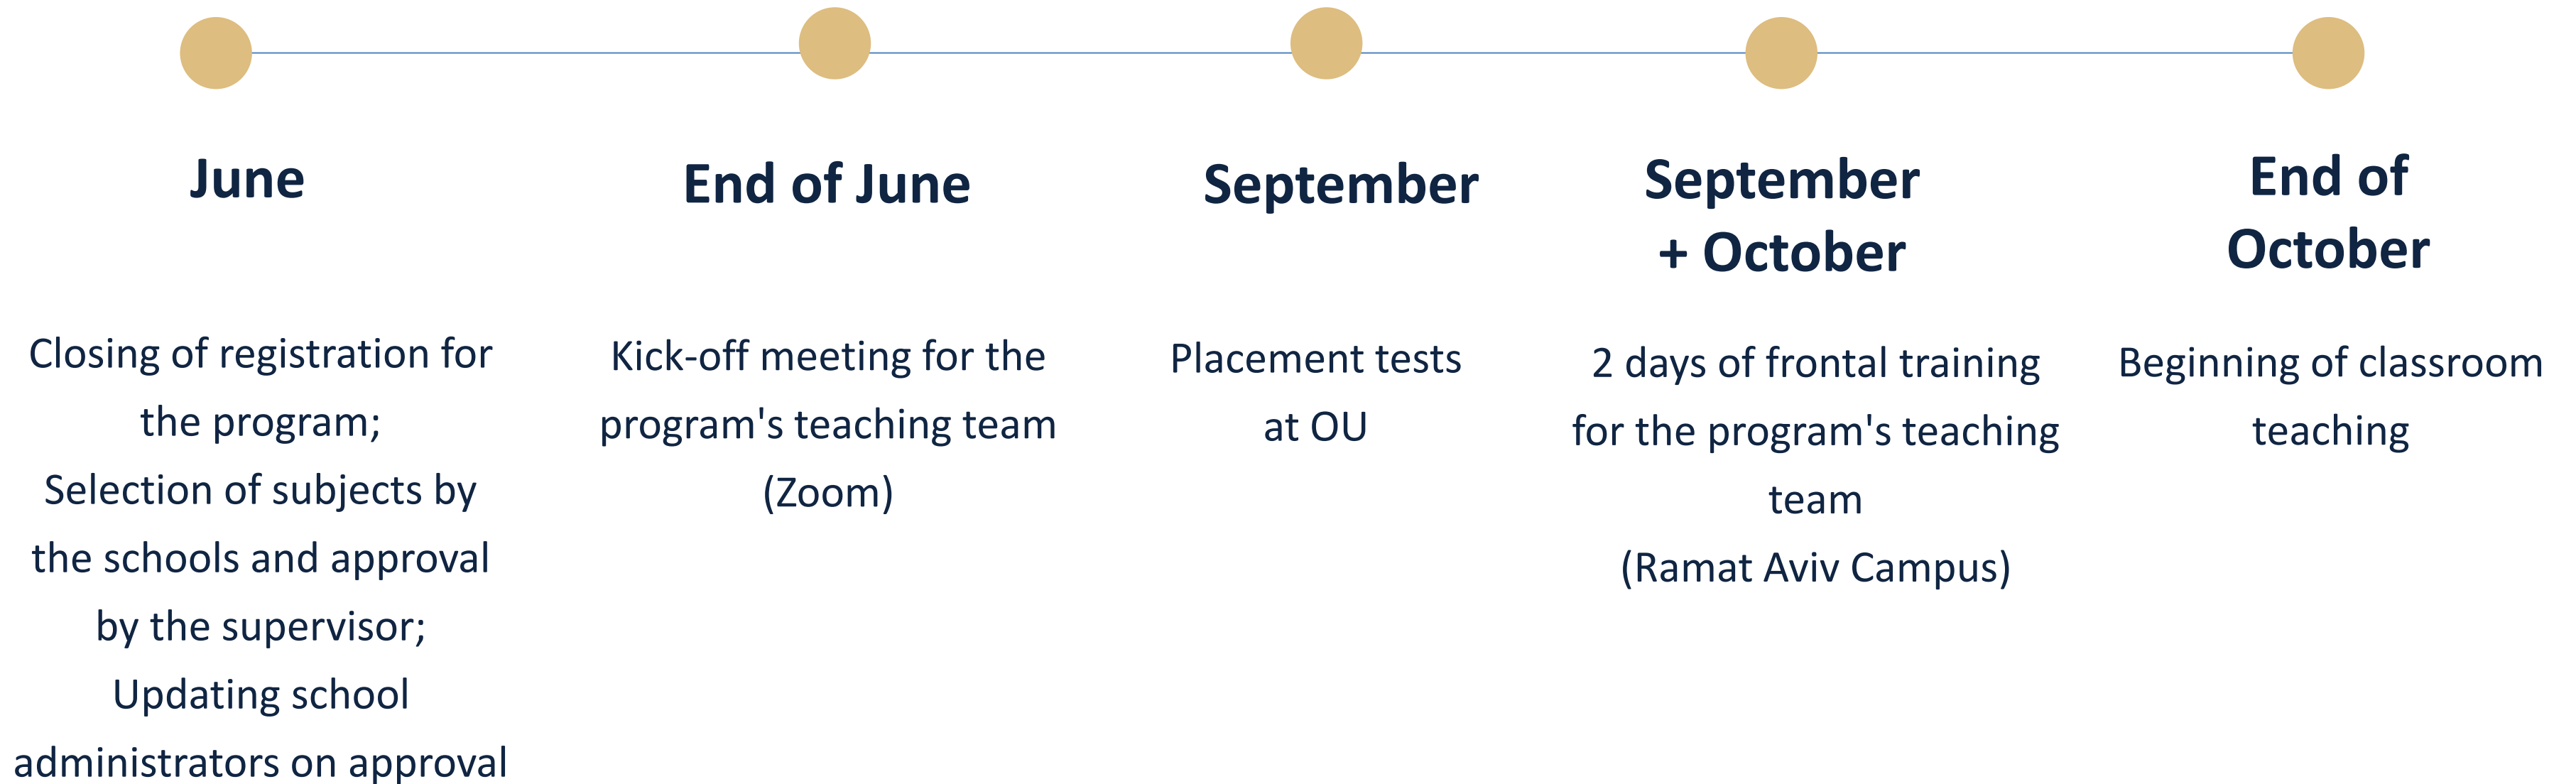 June
Closing of registration for
the program;
Selection of subjects by
the schools and approval
by the supervisor;
Updating school
administrators on approval
End of June
Kick-off meeting for the
program's teaching team
(Zoom)
September
Placement tests
at OU
September
+ October
2 days of frontal training
for the program's teaching
team
(Ramat Aviv Campus)
End of
October
Beginning of classroom
teaching